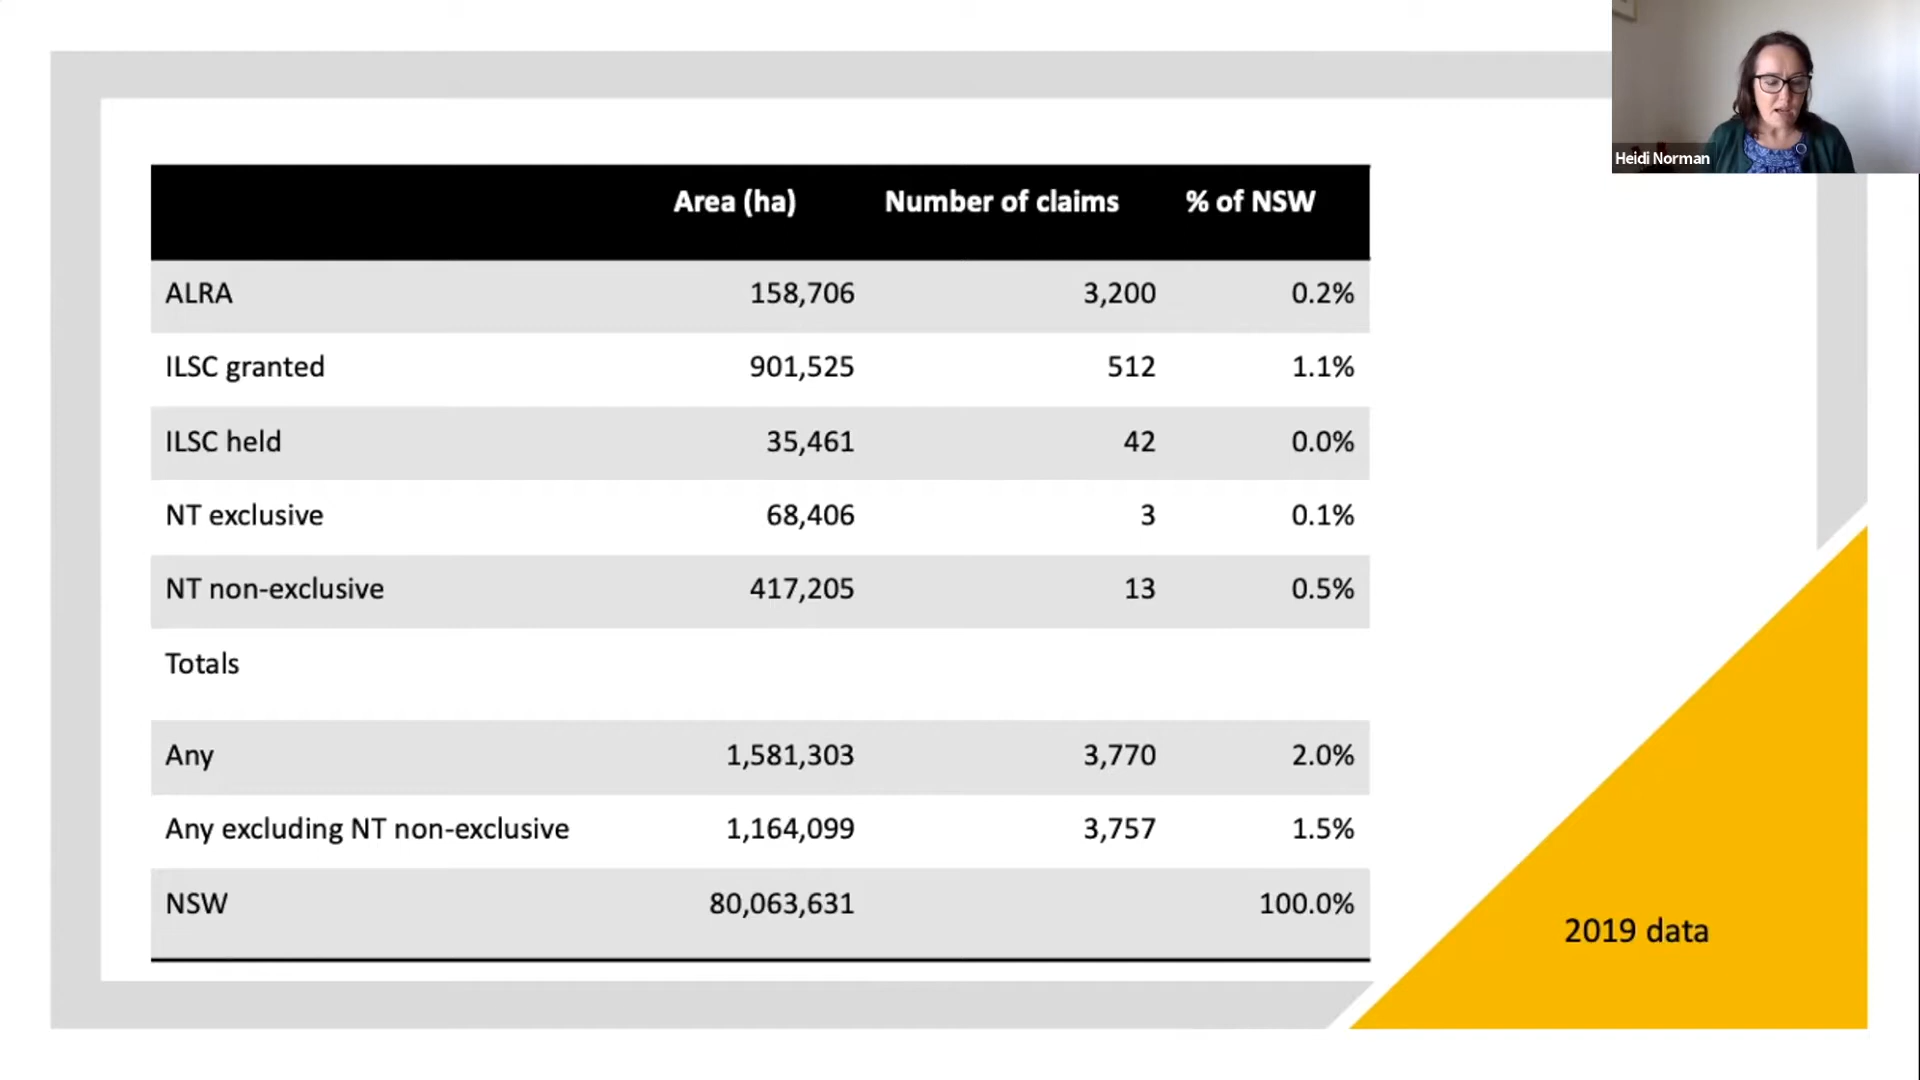 Heidi Norman
Area (ha) Number of claims % of NSW
ALRA 158,706 3,200 0.2%
ILSC granted 901,525 512 1.1%
ILSC held 35,461 42 0.0%
NT exclusive 68,406 3 0.1%
NT non-exclusive 417,205 13 0.5%
Totals
Any 1,581,303 3,770 2.0%
Any excluding NT non-exclusive 1,164,099 3,757 1.5%
NSW 80,063,631 100.0%
2019 data